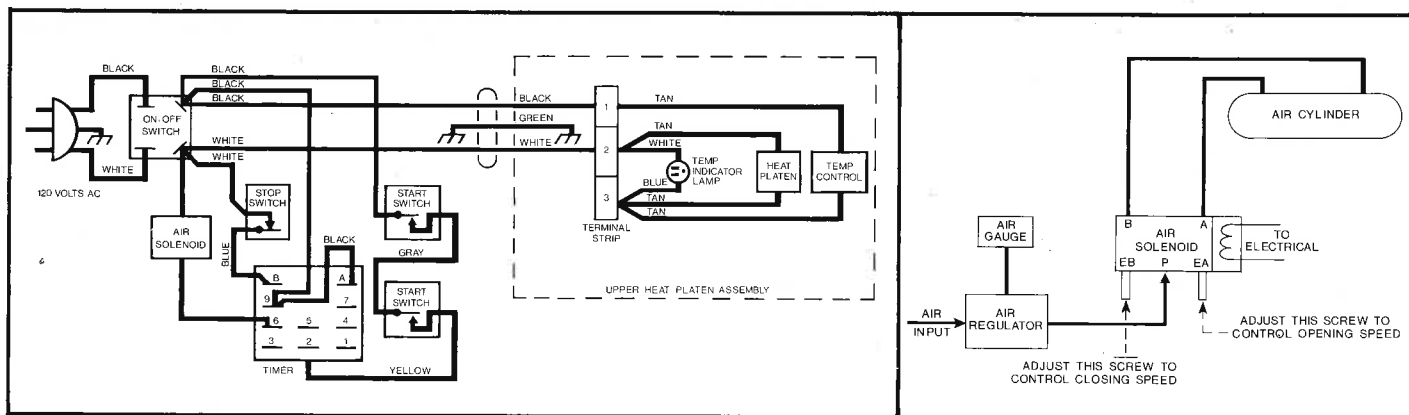 BLACK
BLACK
BLACK
BLACK
ON-OFF
SWITCH
WHITE
WHITE
WHITE
120 VOLTS AC
AIR
SOLENOID
STOP
SWITCH
BLUE
START
SWITCH
BLACK
GRAY
START
SWITCH
B
A
9
7
6
5
4
3
2
1
TIMER
YELLOW
BLACK
GREEN
WHITE
1
2
3
TERMINAL
STRIP
TAN
TAN
WHITE
TEMP
INDICATOR
LAMP
BLUE
TAN
TAN
HEAT
PLATEN
TEMP
CONTROL
UPPER HEAT PLATEN ASSEMBLY
AIR CYLINDER
B
A
AIR
SOLENOID
EB
P
EA
TO
ELECTRICAL
AIR
GAUGE
AIR
INPUT
AIR
REGULATOR
ADJUST THIS SCREW TO
CONTROL OPENING SPEED
ADJUST THIS SCREW TO
CONTROL CLOSING SPEED